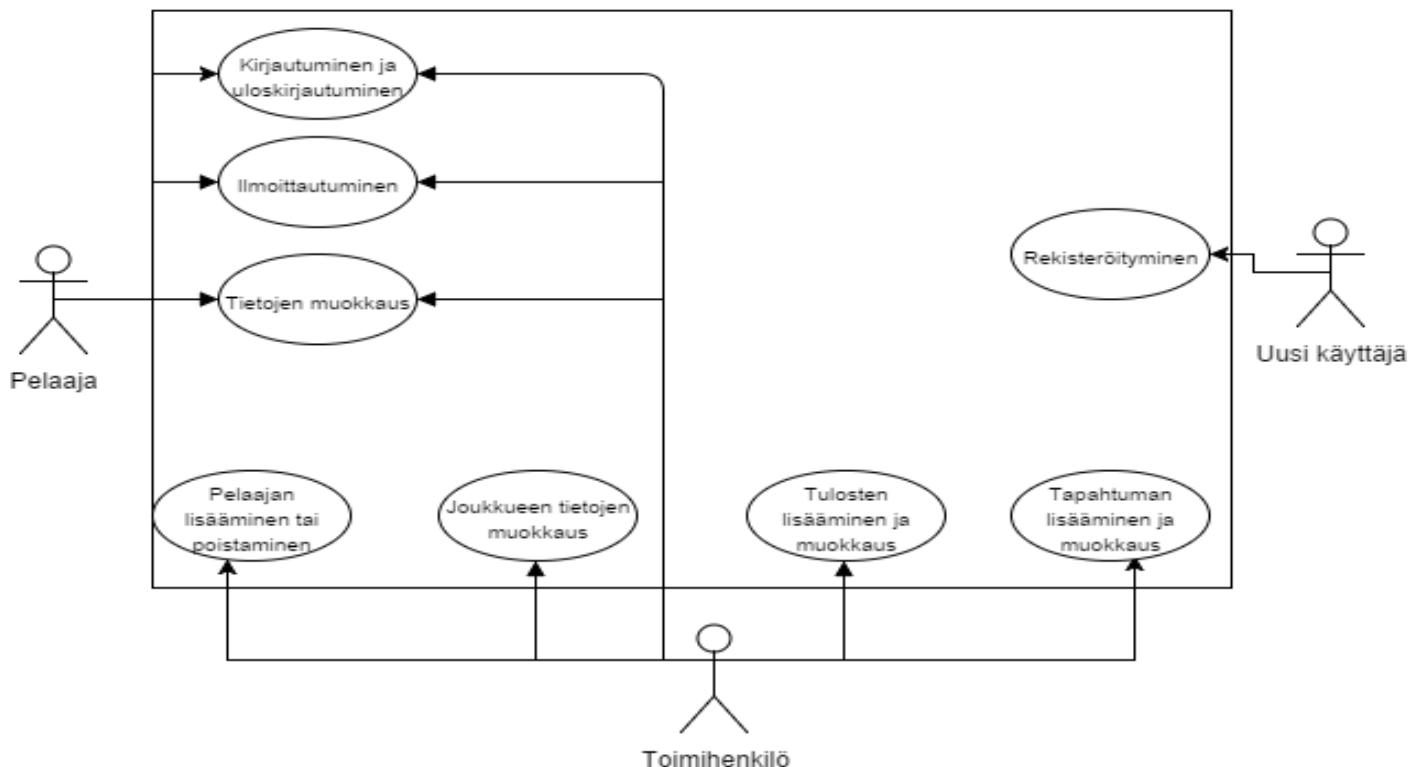 Kirjautuminen ja
uloskirjautuminen
Ilmoittautuminen
Rekisteröityminen
Tietojen muokkaus
Pelaaja
Uusi käyttäjä
Pelaajan
lisääminen tai
poistaminen
Joukkueen tietojen
muokkaus
Tulosten
lisääminen ja
muokkaus
Tapahtuman
lisääminen ja
muokkaus
Toimihenkilö